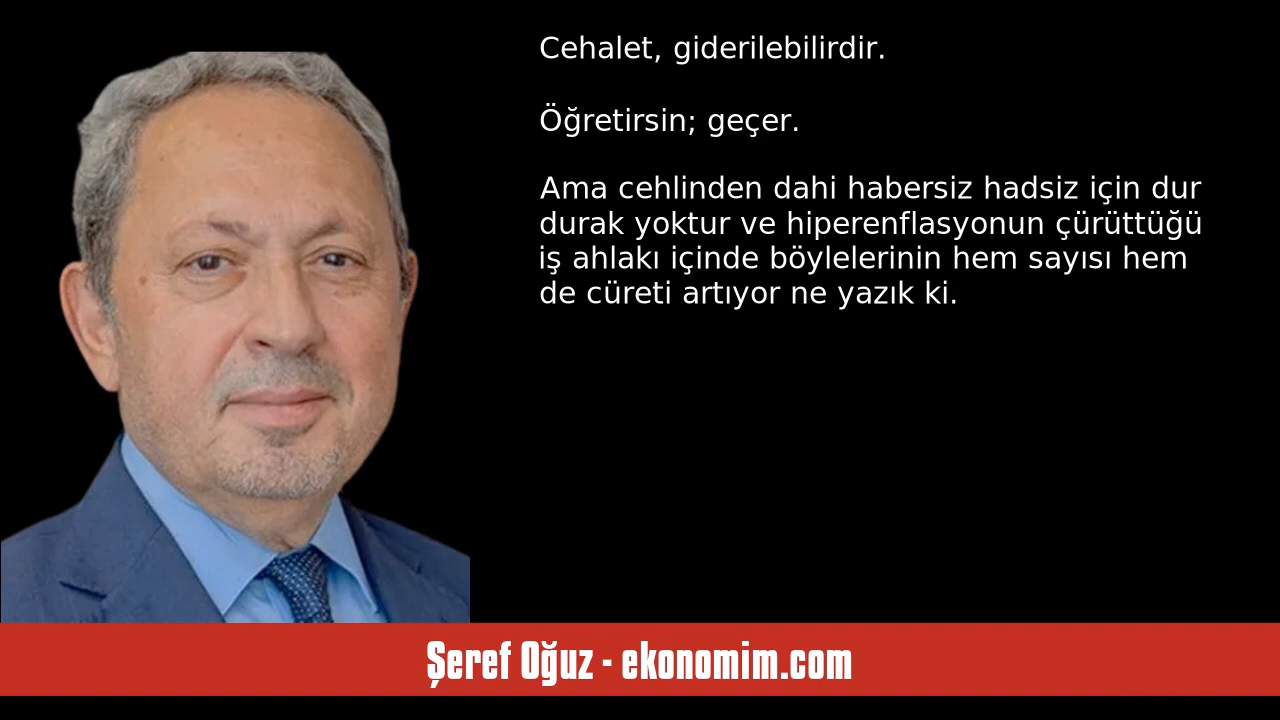 Cehalet, giderilebilirdir.
Öğretirsin; geçer.
Ama cehlinden dahi habersiz hadsiz için dur
durak yoktur ve hiperenflasyonun çürüttüğü
iş ahlakı içinde böylelerinin hem sayısı hem
de cüreti artıyor ne yazık ki.
Şeref Oğuz - ekonomim.com